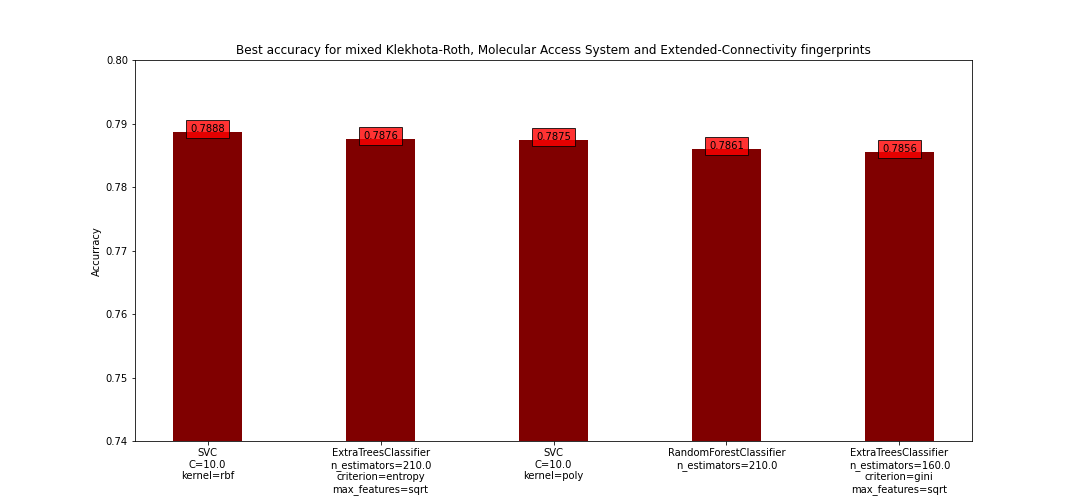 Best accuracy for mixed Klekhota-Roth, Molecular Access System and Extended-Connectivity fingerprints
0.80
0.79
0.78
0.77
0.76
0.75
0.74
Accurracy
0.7888
0.7876
0.7875
0.7861
0.7856
SVC
C=10.0
kernel=rbf
ExtraTreesClassifier
n_estimators=210.0
criterion=entropy
max_features=sqrt
SVC
C=10.0
kernel=poly
RandomForestClassifier
n_estimators=210.0
ExtraTreesClassifier
n_estimators=160.0
criterion=gini
max_features=sqrt